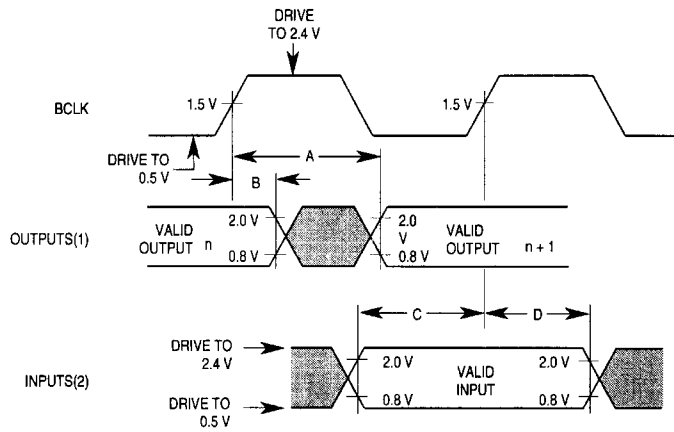 DRIVE
TO 2.4 V
BCLK
1.5 V
1.5 V
DRIVE TO
0.5 V
A
B
OUTPUTS(1)
VALID
OUTPUT n
2.0 V
0.8 V
2.0
V
0.8 V
VALID
OUTPUT n + 1
C
D
INPUTS(2)
DRIVE TO
2.4 V
DRIVE TO
0.5 V
2.0 V
0.8 V
VALID
INPUT
2.0 V
0.8 V